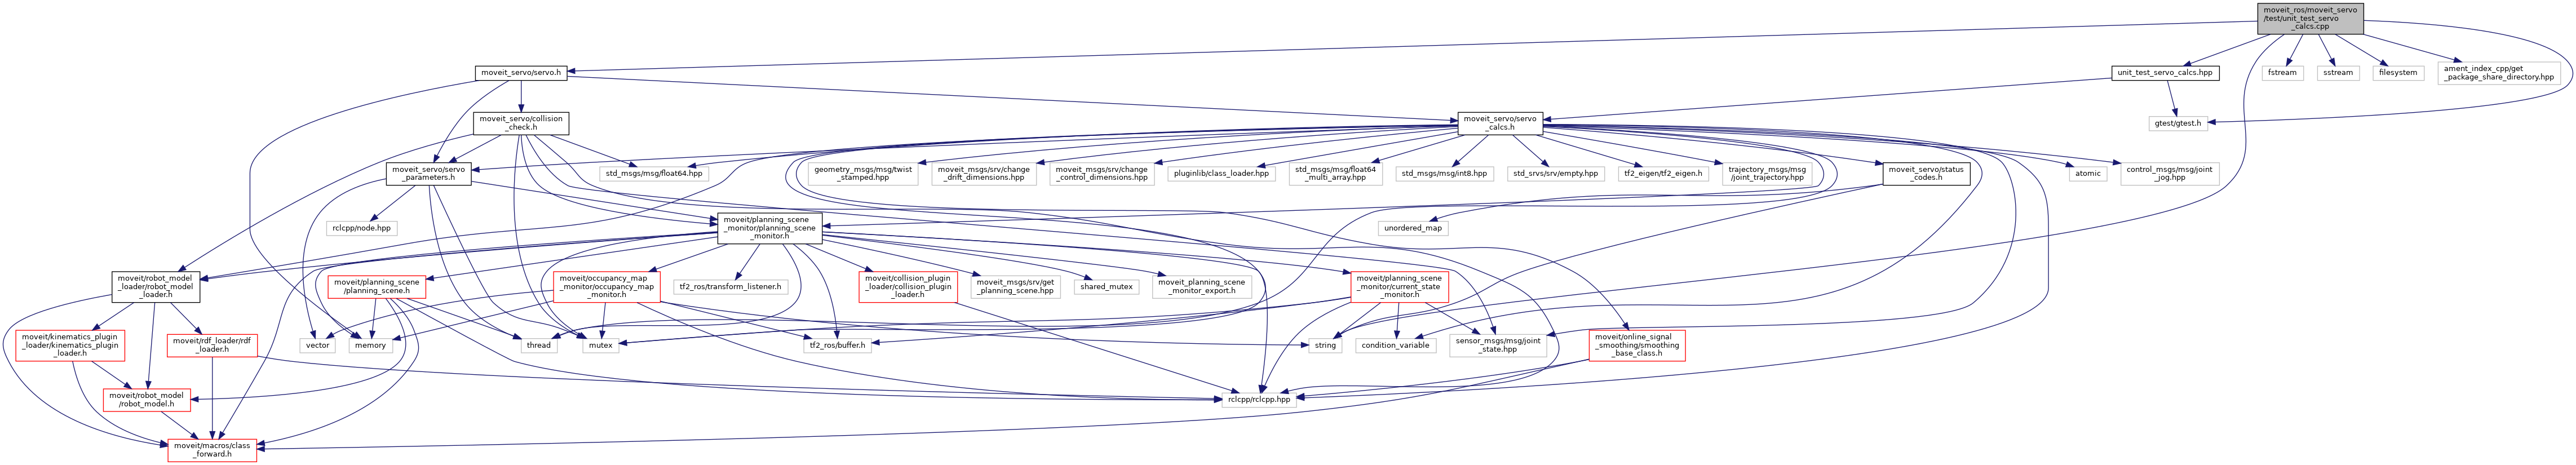 moveit_ros/moveit_servo
/test/unit_test_servo
_calcs.cpp
moveit_servo/servo.h
unit_test_servo_calcs.hpp
fstream
sstream
filesystem
ament_index_cpp/get
_package_share_directory.hpp
moveit_servo/collision
_check.h
moveit_servo/servo
_calcs.h
gtest/gtest.h
moveit_servo/servo
_parameters.h
std_msgs/msg/float64.hpp
geometry_msgs/msg/twist
_stamped.hpp
moveit_msgs/srv/change
_drift_dimensions.hpp
moveit_msgs/srv/change
_control_dimensions.hpp
pluginlib/class_loader.hpp
std_msgs/msg/float64
_multi_array.hpp
std_msgs/msg/int8.hpp
std_srvs/srv/empty.hpp
tf2_eigen/tf2_eigen.h
trajectory_msgs/msg
/joint_trajectory.hpp
moveit_servo/status
_codes.h
atomic
control_msgs/msg/joint
_jog.hpp
rclcpp/node.hpp
moveit/planning_scene
_monitor/planning_scene
_monitor.h
unordered_map
moveit/robot_model
_loader/robot_model
_loader.h
moveit/planning_scene
/planning_scene.h
moveit/occupancy_map
_monitor/occupancy_map
_monitor.h
tf2_ros/transform_listener.h
moveit/collision_plugin
_loader/collision_plugin
_loader.h
moveit_msgs/srv/get
_planning_scene.hpp
shared_mutex
moveit_planning_scene
_monitor_export.h
moveit/planning_scene
_monitor/current_state
_monitor.h
moveit/kinematics_plugin
_loader/kinematics_plugin
_loader.h
moveit/rdf_loader/rdf
_loader.h
vector
memory
thread
mutex
tf2_ros/buffer.h
string
condition_variable
sensor_msgs/msg/joint
_state.hpp
moveit/online_signal
_smoothing/smoothing
_base_class.h
moveit/robot_model
/robot_model.h
rclcpp/rclcpp.hpp
moveit/macros/class
_forward.h